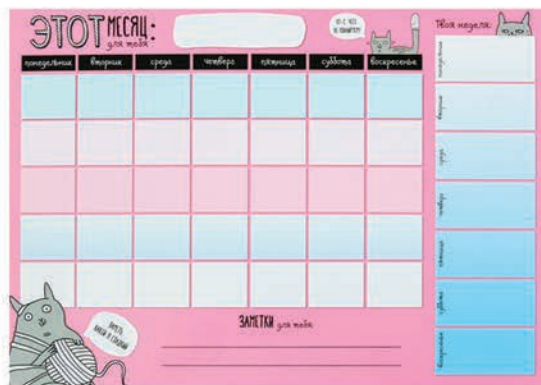 ЭТОТ МЕСЯЦ:
для тебя
Твоя неделя:
понедельник вторник среда четверг пятница суббота воскресенье
понедельник
вторник
среда
четверг
пятница
суббота
воскресенье
ЗАМЕТКИ для тебя: